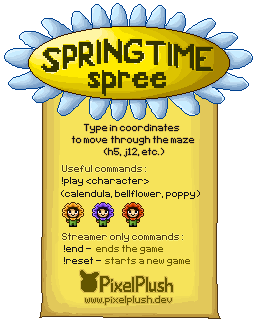 SPRINGTIME
spree
Type in coordinates
to move through the maze
(h5, j12, etc.)
Useful commands :
!play <character>
(calendula, bellflower, poppy)
Streamer only commands :
!end - ends the game
!reset - starts a new game
PixelPlush
www.pixelplush.dev